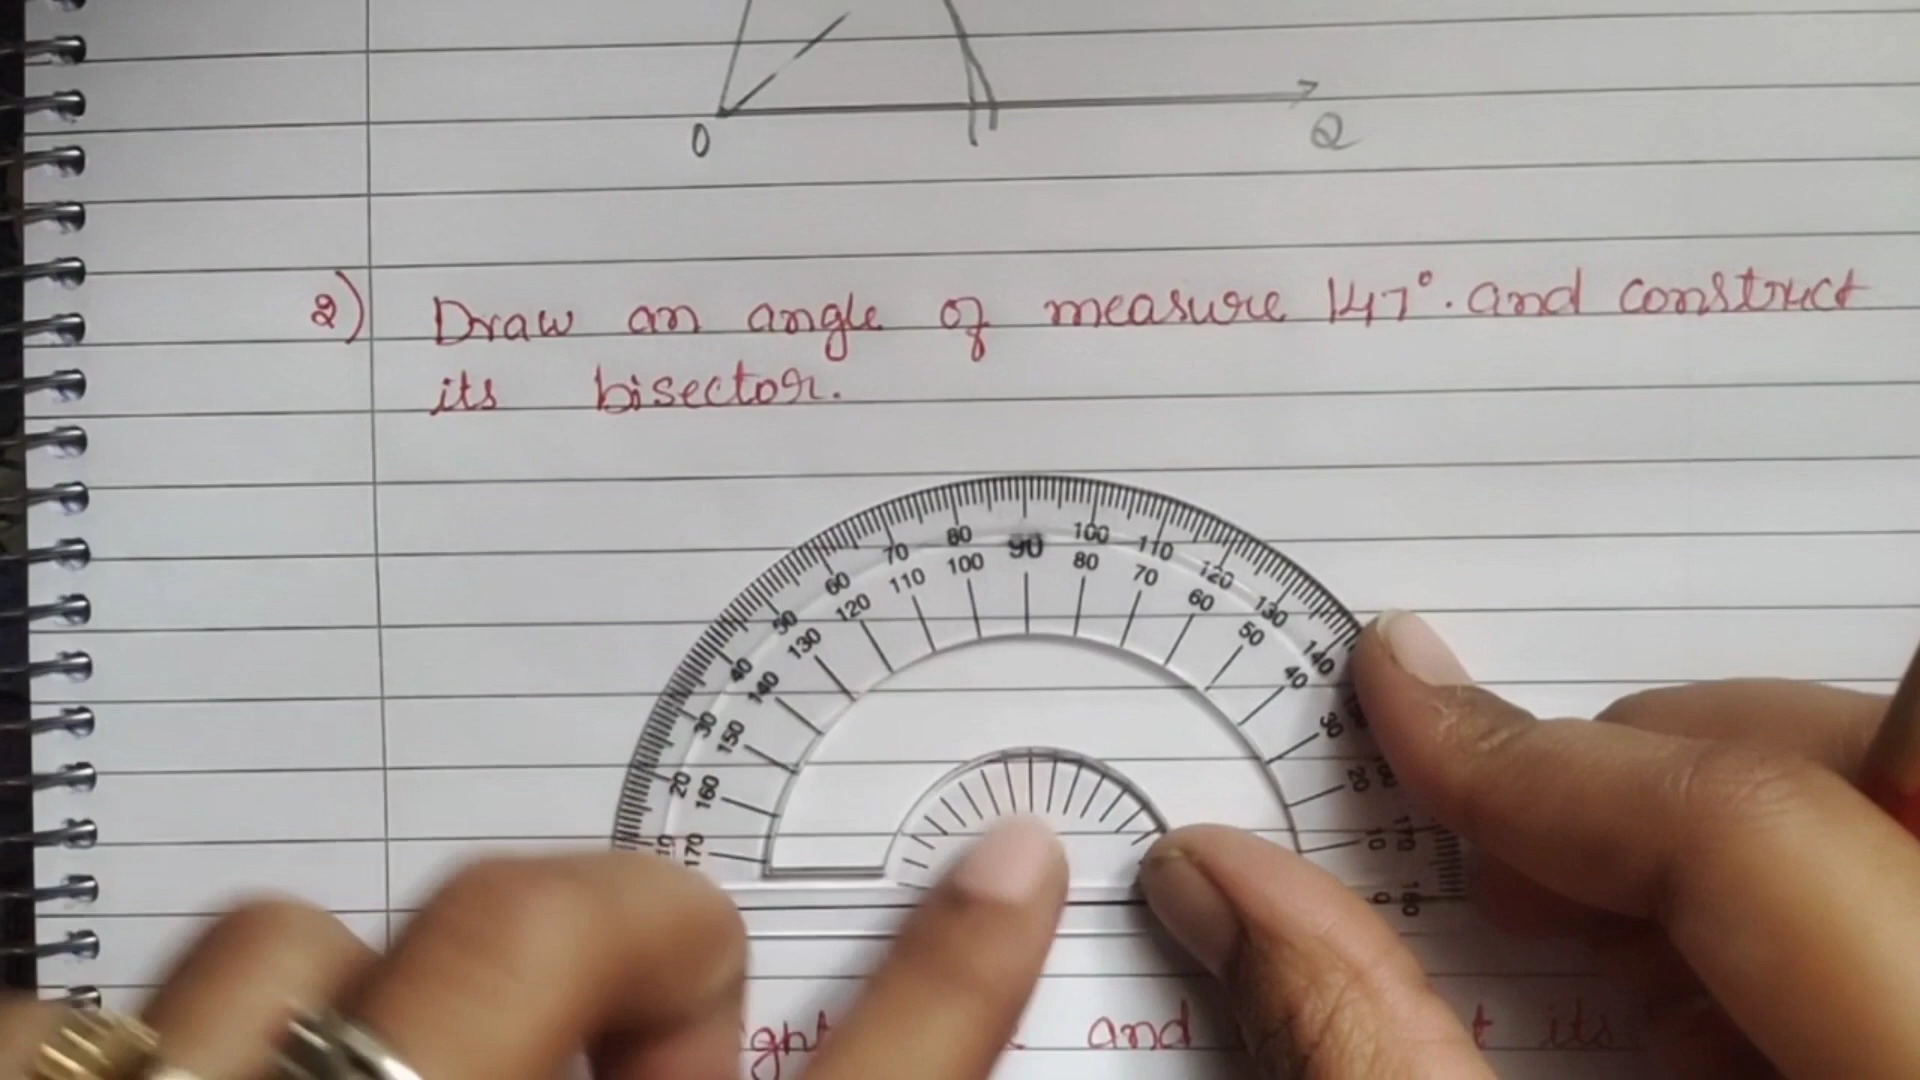 O
Q
2) Draw an angle of measure 147°. and construct
its bisector.
80 90 100
70 110
60 110 100 80 70 120
50 120 60 130
40 130 50 140
30 140 40
20 150 30
10 160 20
170 10 170
0 180
and its